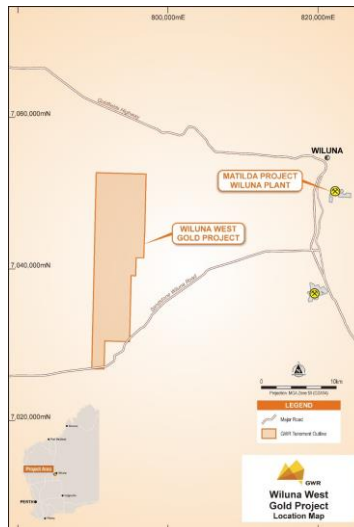 800,000mE
820,000mE
Goldfields Highway
7,060,000mN
WILUNA
MATILDA PROJECT
WILUNA PLANT
WILUNA WEST
GOLD PROJECT
7,040,000mN
Sandstone Wiluna Road
0
10km
LEGEND
Major Road
GWR Tenement Outline
7,020,000mN
Project Area
PERTH
GWR
Wiluna West
Gold Project
Location Map